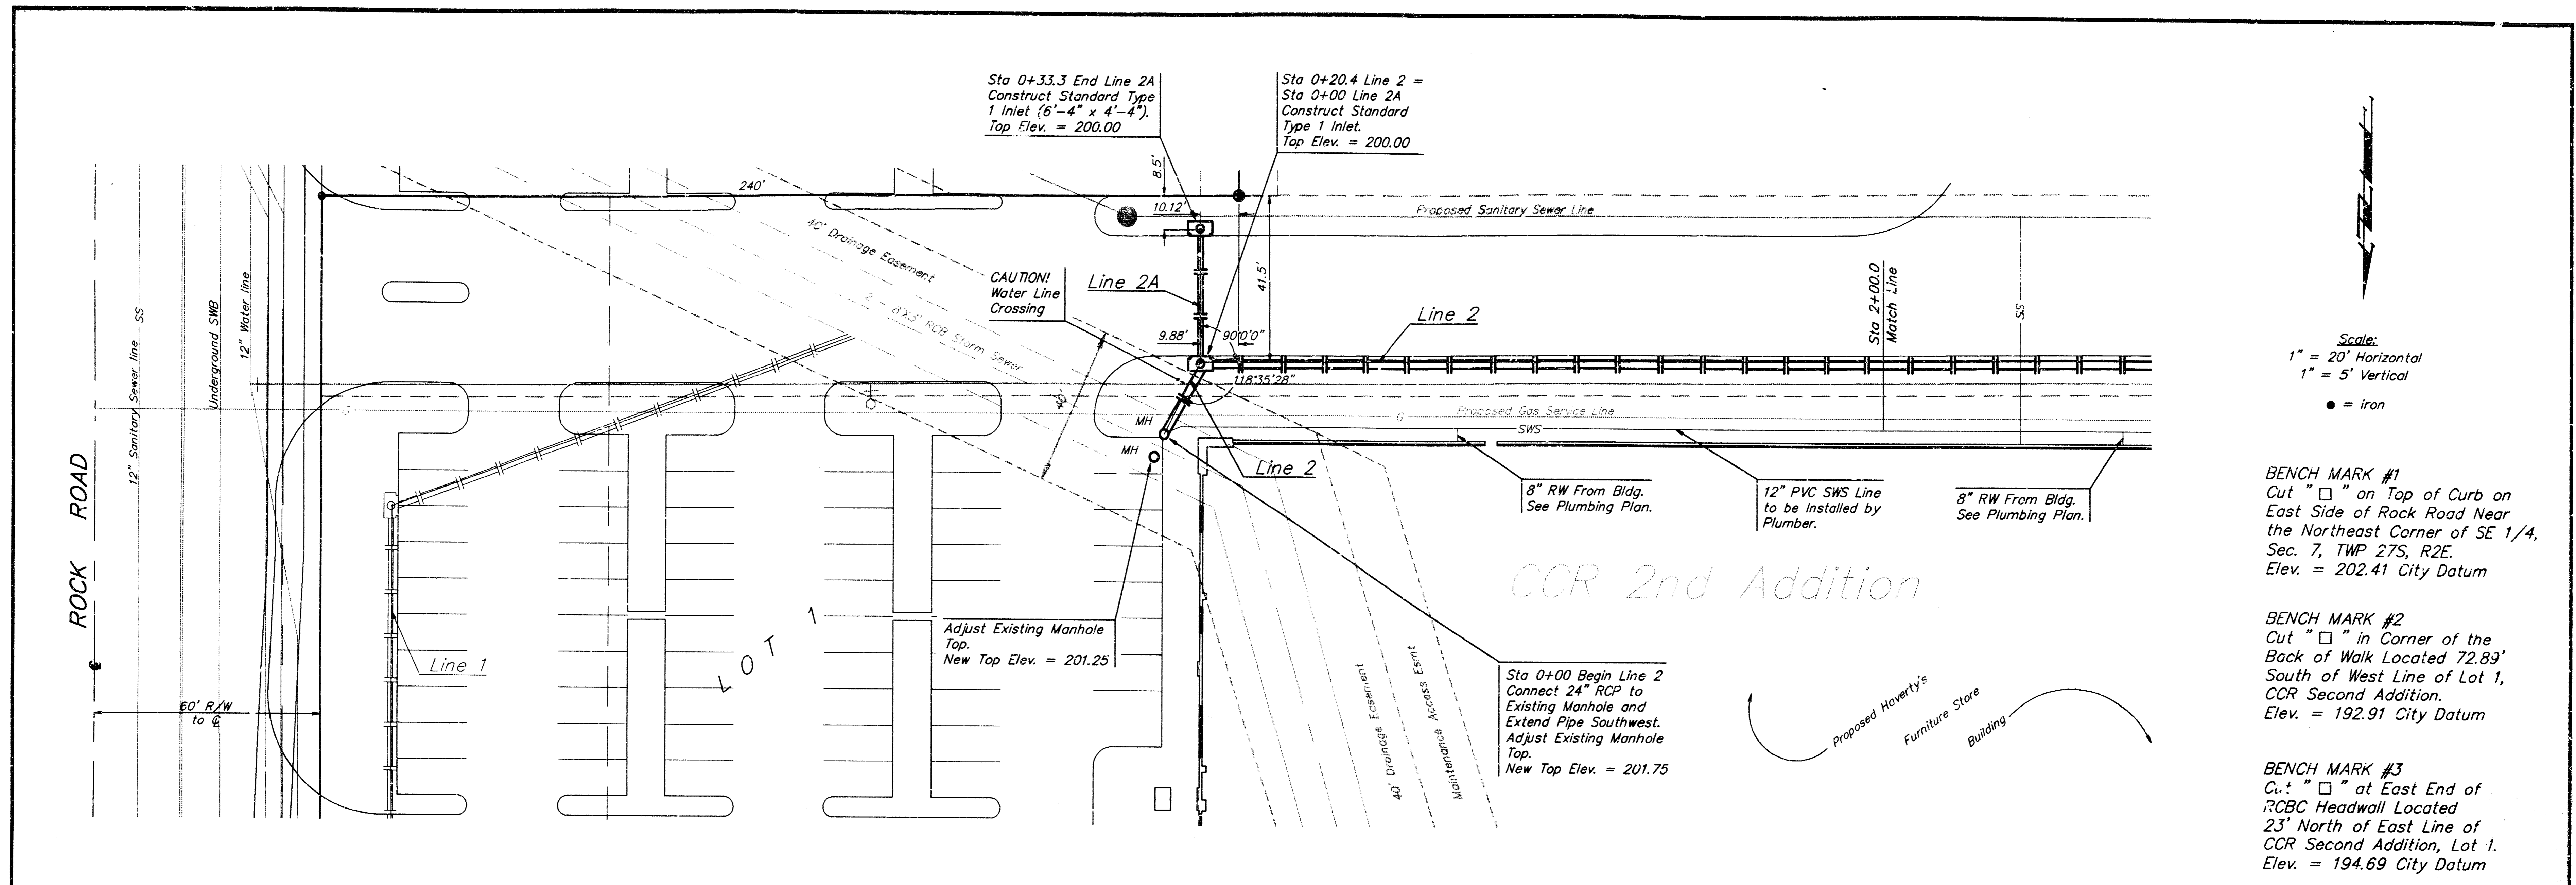 Sta 0+33.3 End Line 2A
Construct Standard Type
1 Inlet (6'-4" x 4'-4").
Top Elev. = 200.00
Sta 0+20.4 Line 2 =
Sta 0+00 Line 2A
Construct Standard
Type 1 Inlet.
Top Elev. = 200.00
8.5'
240'
10.12'
Proposed Sanitary Sewer Line
40' Drainage Easement
2 - 8'X3' RCB Storm Sewer
CAUTION!
Water Line
Crossing
Line 2A
41.5'
9.88'
90°0'0"
118°35'28"
Line 2
Sta 2+00.0
Match Line
SS
12" Sanitary Sewer line
SS
Underground SWB
12" Water line
G
40'
MH
MH
G
Proposed Gas Service Line
SWS
Line 2
8" RW From Bldg.
See Plumbing Plan.
12" PVC SWS Line
to be Installed by
Plumber.
8" RW From Bldg.
See Plumbing Plan.
ROCK ROAD
CCR 2nd Addition
LOT 1
Line 1
Adjust Existing Manhole
Top.
New Top Elev. = 201.25
60' R/W
to ℄
℄
40' Drainage Easement
Maintenance Access Esmt
Sta 0+00 Begin Line 2
Connect 24" RCP to
Existing Manhole and
Extend Pipe Southwest.
Adjust Existing Manhole
Top.
New Top Elev. = 201.75
Proposed Haverty's
Furniture Store
Building
Scale:
1" = 20' Horizontal
1" = 5' Vertical
● = iron
BENCH MARK #1
Cut "□" on Top of Curb on
East Side of Rock Road Near
the Northeast Corner of SE 1/4,
Sec. 7, TWP 27S, R2E.
Elev. = 202.41 City Datum
BENCH MARK #2
Cut "□" in Corner of the
Back of Walk Located 72.89'
South of West Line of Lot 1,
CCR Second Addition.
Elev. = 192.91 City Datum
BENCH MARK #3
Cut "□" at East End of
RCBC Headwall Located
23' North of East Line of
CCR Second Addition, Lot 1.
Elev. = 194.69 City Datum